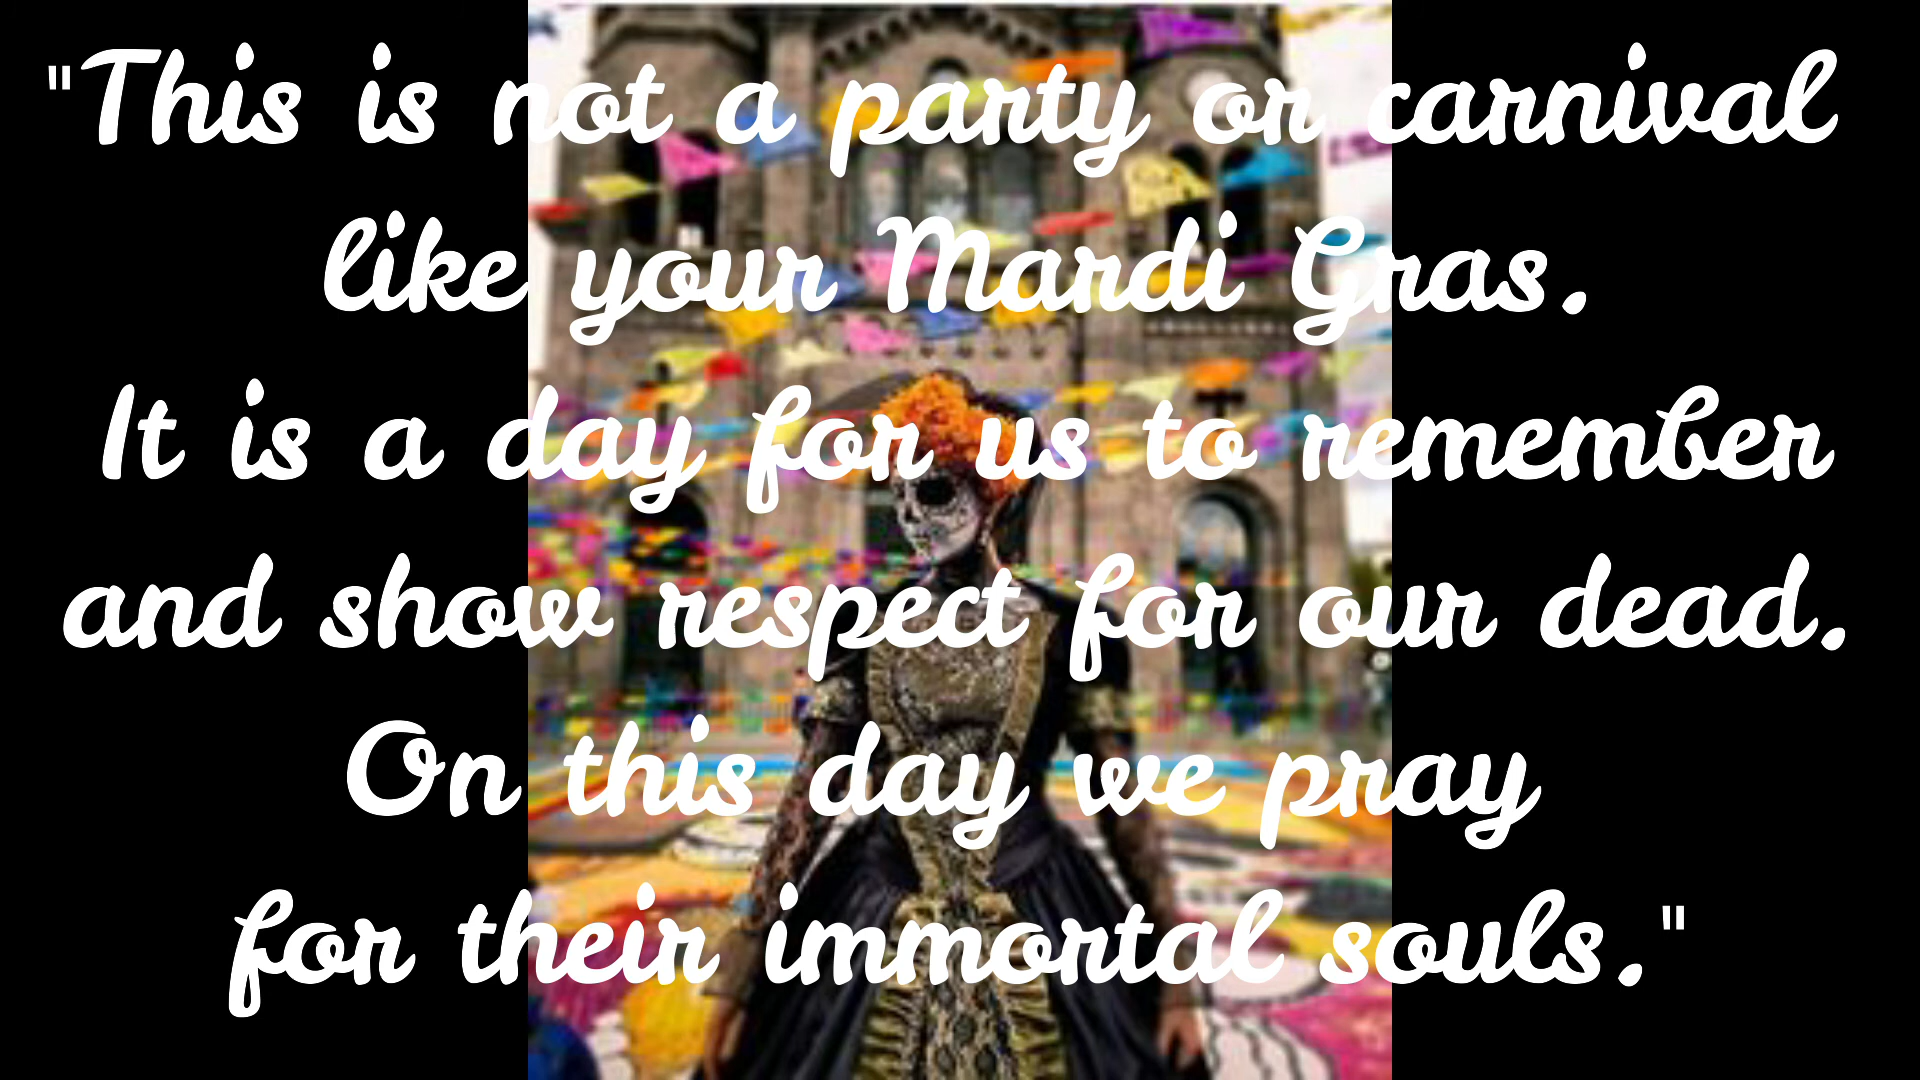 "This is not a party or carnival
like your Mardi Gras.
It is a day for us to remember
and show respect for our dead.
On this day we pray
for their immortal souls."